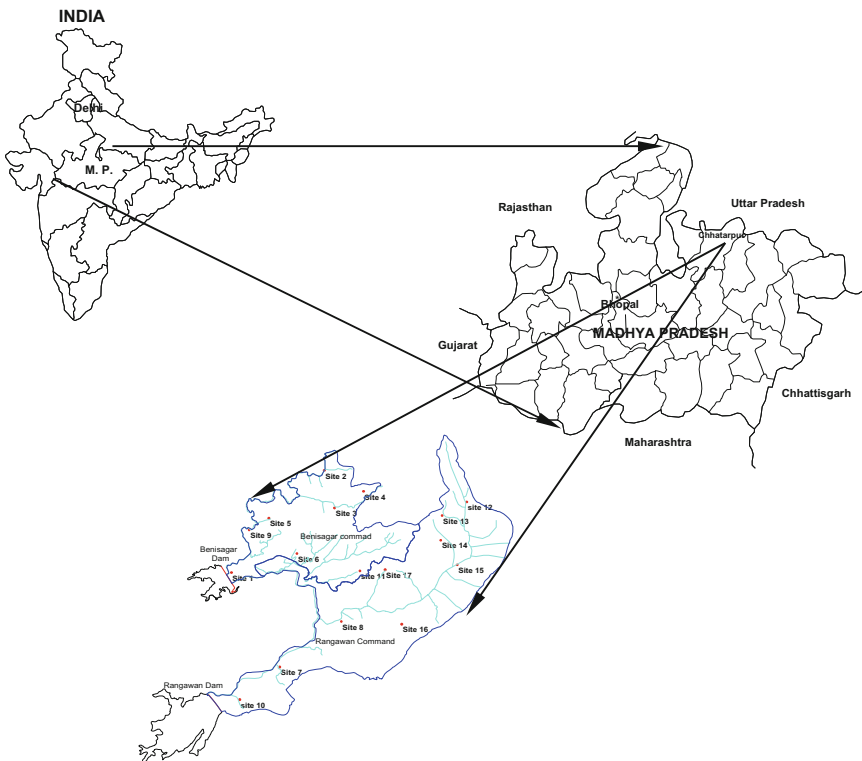 INDIA
Delhi
M. P.
Rajasthan
Uttar Pradesh
Chhatarpur
Bhopal
MADHYA PRADESH
Gujarat
Chhattisgarh
Maharashtra
Site 2
Site 4
Site 3
Site 12
Site 5
Site 13
Site 9
Benisagar commad
Site 14
Benisagar
Dam
Site 6
Site 15
Site 1
site 11
Site 17
Site 8
Site 16
Rangawan Command
Site 7
Rangawan Dam
site 10